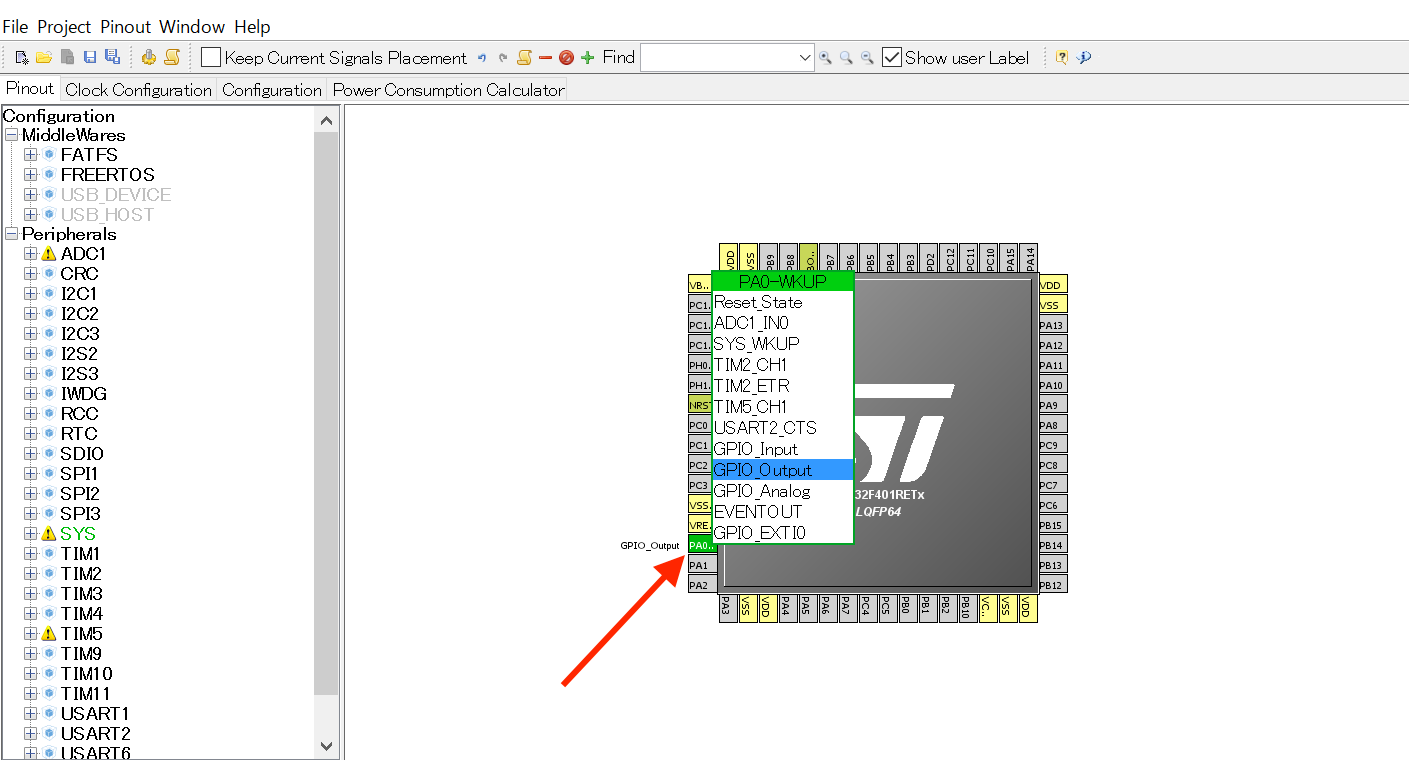 File Project Pinout Window Help
Keep Current Signals Placement Find Show user Label
Pinout Clock Configuration Configuration Power Consumption Calculator
Configuration
MiddleWares
FATFS
FREERTOS
USB_DEVICE
USB_HOST
Peripherals
ADC1
CRC
I2C1
I2C2
I2C3
I2S2
I2S3
IWDG
RCC
RTC
SDIO
SPI1
SPI2
SPI3
SYS
TIM1
TIM2
TIM3
TIM4
TIM5
TIM9
TIM10
TIM11
USART1
USART2
USART6
VDD VSS PB9 PB8 BO.. PB7 PB6 PB5 PB4 PB3 PD2 PC12 PC11 PC10 PA15 PA14
VB..
PC1.
PC1.
PC1.
PH0.
PH1.
NRST
PC0
PC1
PC2
PC3
VSS.
VRE.
GPIO_Output PA0..
PA1
PA2
PA0-WKUP
Reset_State
ADC1_IN0
SYS_WKUP
TIM2_CH1
TIM2_ETR
TIM5_CH1
USART2_CTS
GPIO_Input
GPIO_Output
GPIO_Analog
EVENTOUT
GPIO_EXTI0
32F401RETx
LQFP64
VDD
VSS
PA13
PA12
PA11
PA10
PA9
PA8
PC9
PC8
PC7
PC6
PB15
PB14
PB13
PB12
PA3 VSS VDD PA4 PA5 PA6 PA7 PC4 PC5 PB0 PB1 PB2 PB10 VC.. VSS VDD